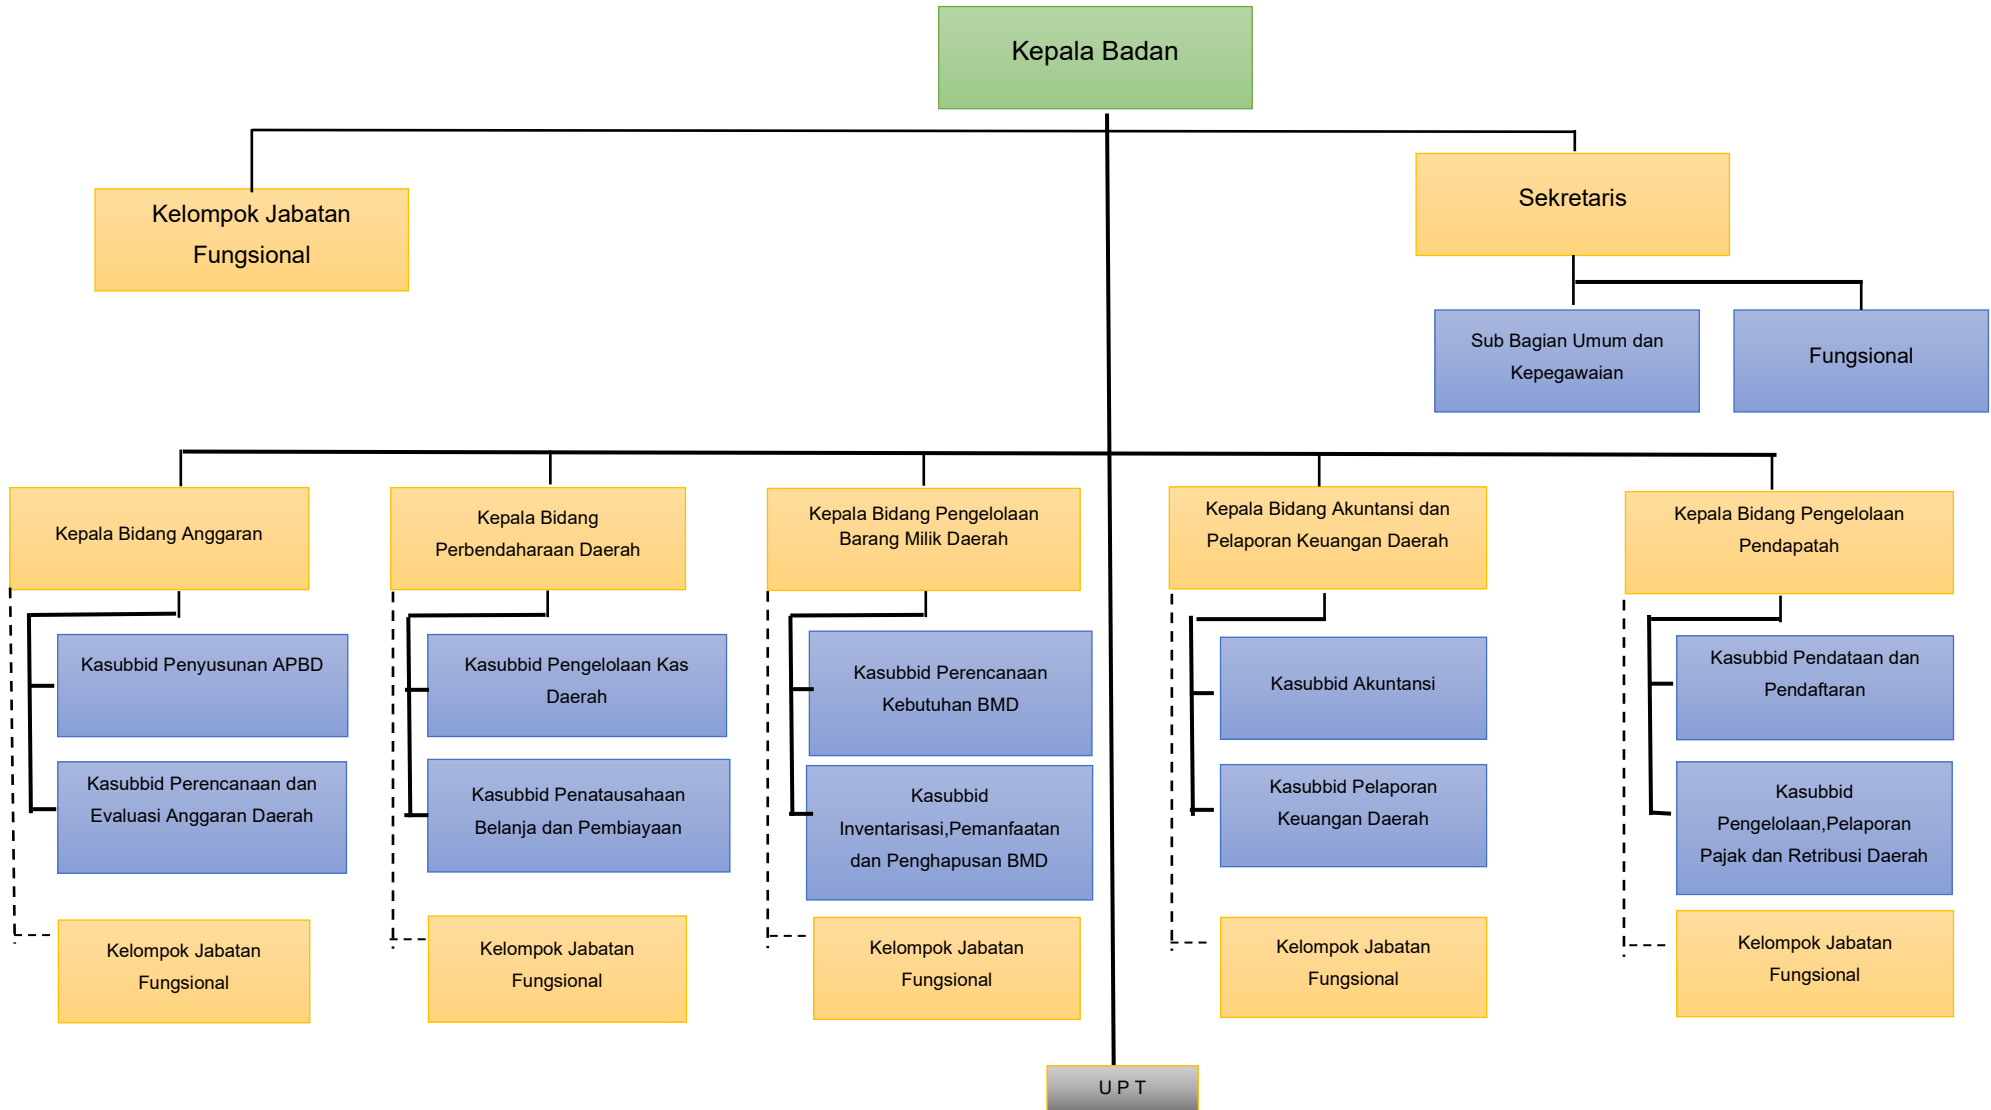 Kepala Badan
Kelompok Jabatan
Fungsional
Sekretaris
Sub Bagian Umum dan
Kepegawaian
Fungsional
Kepala Bidang Anggaran
Kepala Bidang
Perbendaharaan Daerah
Kepala Bidang Pengelolaan
Barang Milik Daerah
Kepala Bidang Akuntansi dan
Pelaporan Keuangan Daerah
Kepala Bidang Pengelolaan
Pendapatah
Kasubbid Penyusunan APBD
Kasubbid Pengelolaan Kas
Daerah
Kasubbid Perencanaan
Kebutuhan BMD
Kasubbid Akuntansi
Kasubbid Pendataan dan
Pendaftaran
Kasubbid Perencanaan dan
Evaluasi Anggaran Daerah
Kasubbid Penatausahaan
Belanja dan Pembiayaan
Kasubbid
Inventarisasi,Pemanfaatan
dan Penghapusan BMD
Kasubbid Pelaporan
Keuangan Daerah
Kasubbid
Pengelolaan,Pelaporan
Pajak dan Retribusi Daerah
Kelompok Jabatan
Fungsional
Kelompok Jabatan
Fungsional
Kelompok Jabatan
Fungsional
Kelompok Jabatan
Fungsional
Kelompok Jabatan
Fungsional
U P T